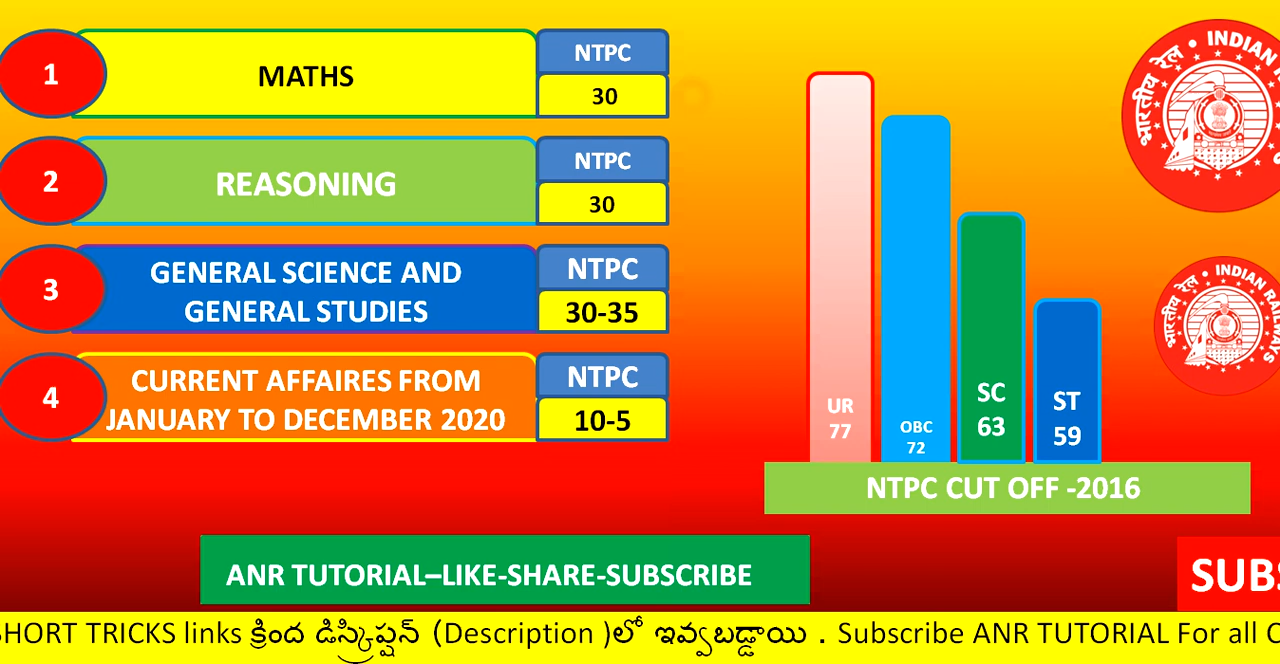 1
MATHS
NTPC
30
2
REASONING
NTPC
30
3
GENERAL SCIENCE AND
GENERAL STUDIES
NTPC
30-35
4
CURRENT AFFAIRES FROM
JANUARY TO DECEMBER 2020
NTPC
10-5
UR
77
OBC
72
SC
63
ST
59
NTPC CUT OFF -2016
भारतीय रेल • INDIAN
भारतीय रेल • INDIAN RAILWAYS
ANR TUTORIAL–LIKE-SHARE-SUBSCRIBE
SUBS
SHORT TRICKS links క్రింద డిస్క్రిప్షన్ (Description )లో ఇవ్వబడ్డాయి . Subscribe ANR TUTORIAL For all